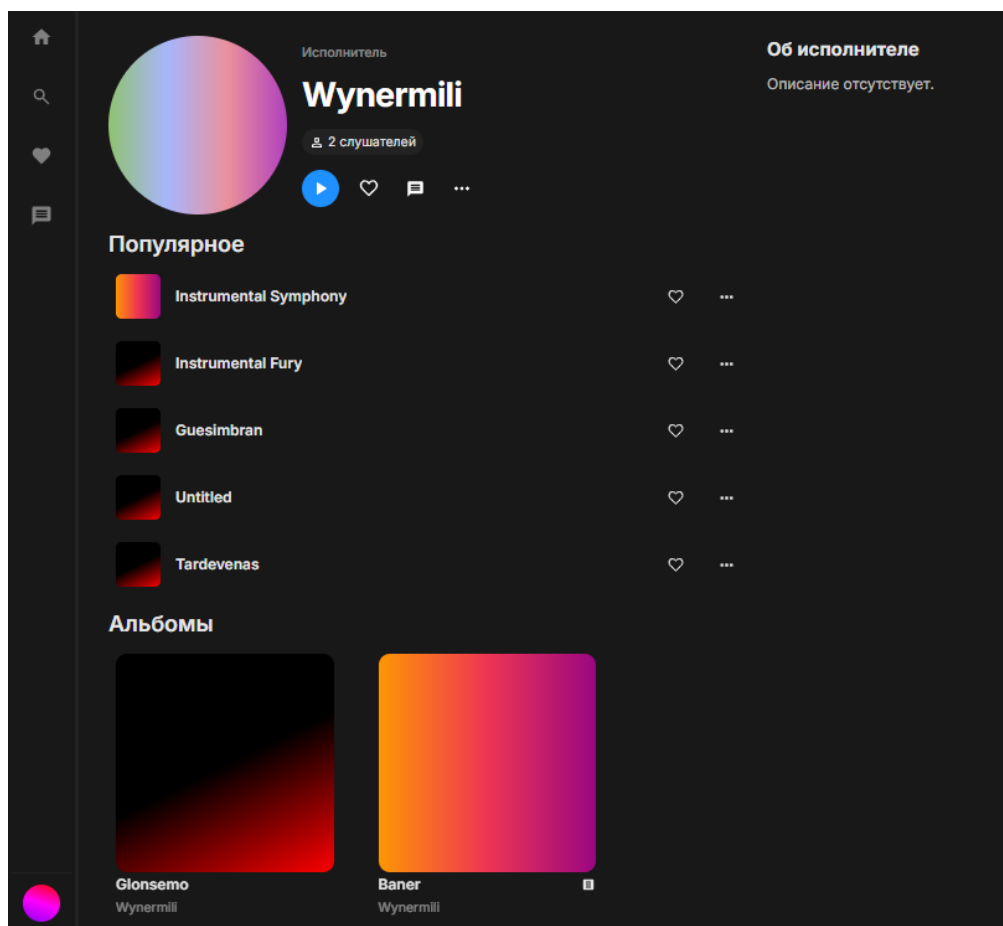 Исполнитель
Wynermili
2 слушателей
Популярное
Instrumental Symphony
Instrumental Fury
Guesimbran
Untitled
Tardevenas
Альбомы
Glonsemo
Wynermili
Baner
Wynermili
Об исполнителе
Описание отсутствует.